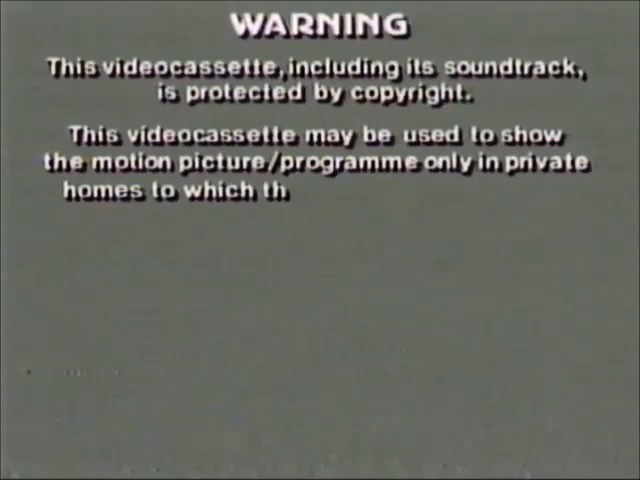 WARNING
This videocassette, including its soundtrack,
is protected by copyright.
This videocassette may be used to show
the motion picture/programme only in private
homes to which th